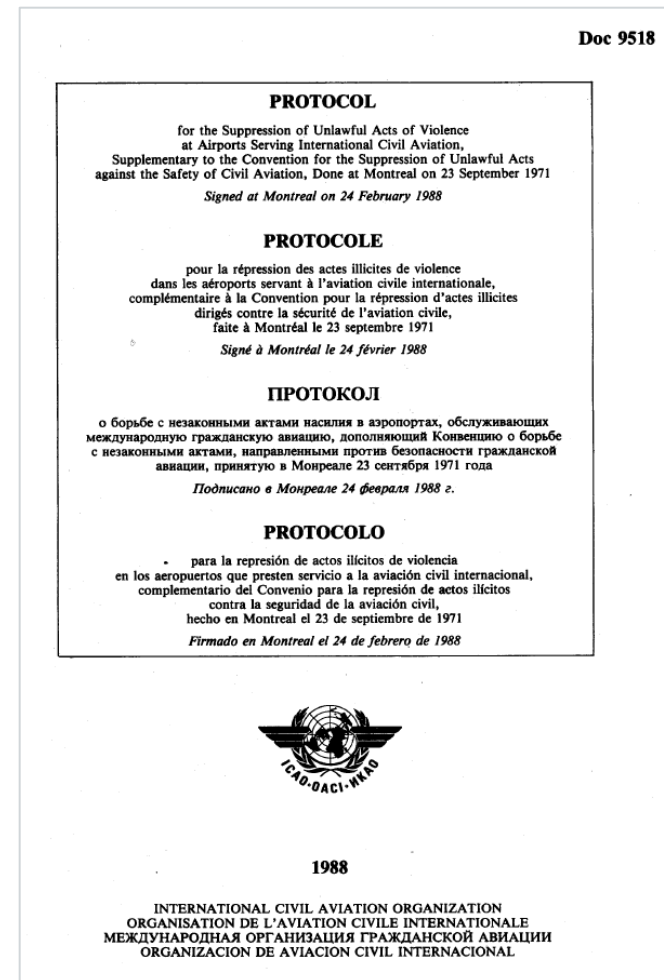 Doc 9518
PROTOCOL
for the Suppression of Unlawful Acts of Violence
at Airports Serving International Civil Aviation,
Supplementary to the Convention for the Suppression of Unlawful Acts
against the Safety of Civil Aviation, Done at Montreal on 23 September 1971
Signed at Montreal on 24 February 1988
PROTOCOLE
pour la répression des actes illicites de violence
dans les aéroports servant à l'aviation civile internationale,
complémentaire à la Convention pour la répression d'actes illicites
dirigés contre la sécurité de l'aviation civile,
faite à Montréal le 23 septembre 1971
Signé à Montréal le 24 février 1988
ПРОТОКОЛ
о борьбе с незаконными актами насилия в аэропортах, обслуживающих
международную гражданскую авиацию, дополняющий Конвенцию о борьбе
с незаконными актами, направленными против безопасности гражданской
авиации, принятую в Монреале 23 сентября 1971 года
Подписано в Монреале 24 февраля 1988 г.
PROTOCOLO
para la represión de actos ilícitos de violencia
en los aeropuertos que presten servicio a la aviación civil internacional,
complementario del Convenio para la represión de actos ilícitos
contra la seguridad de la aviación civil,
hecho en Montreal el 23 de septiembre de 1971
Firmado en Montreal el 24 de febrero de 1988
ICAO·OACI·ИКАО
1988
INTERNATIONAL CIVIL AVIATION ORGANIZATION
ORGANISATION DE L'AVIATION CIVILE INTERNATIONALE
МЕЖДУНАРОДНАЯ ОРГАНИЗАЦИЯ ГРАЖДАНСКОЙ АВИАЦИИ
ORGANIZACION DE AVIACION CIVIL INTERNACIONAL